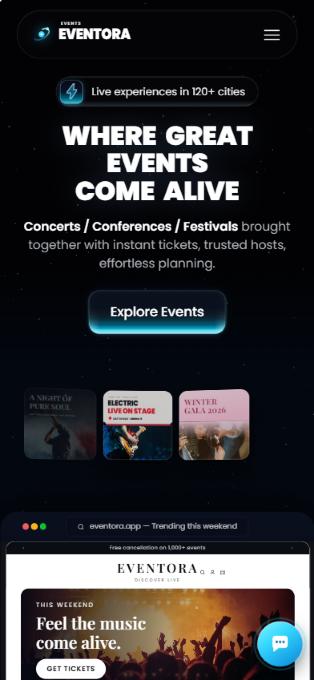 EVENTS
EVENTORA
Live experiences in 120+ cities
WHERE GREAT
EVENTS
COME ALIVE
Concerts / Conferences / Festivals brought
together with instant tickets, trusted hosts,
effortless planning.
Explore Events
A NIGHT OF
PURE SOUL
ELECTRIC
LIVE ON STAGE
WINTER
GALA 2026
eventora.app — Trending this weekend
Free cancellation on 1,000+ events
EVENTORA
DISCOVER LIVE
THIS WEEKEND
Feel the music
come alive.
GET TICKETS